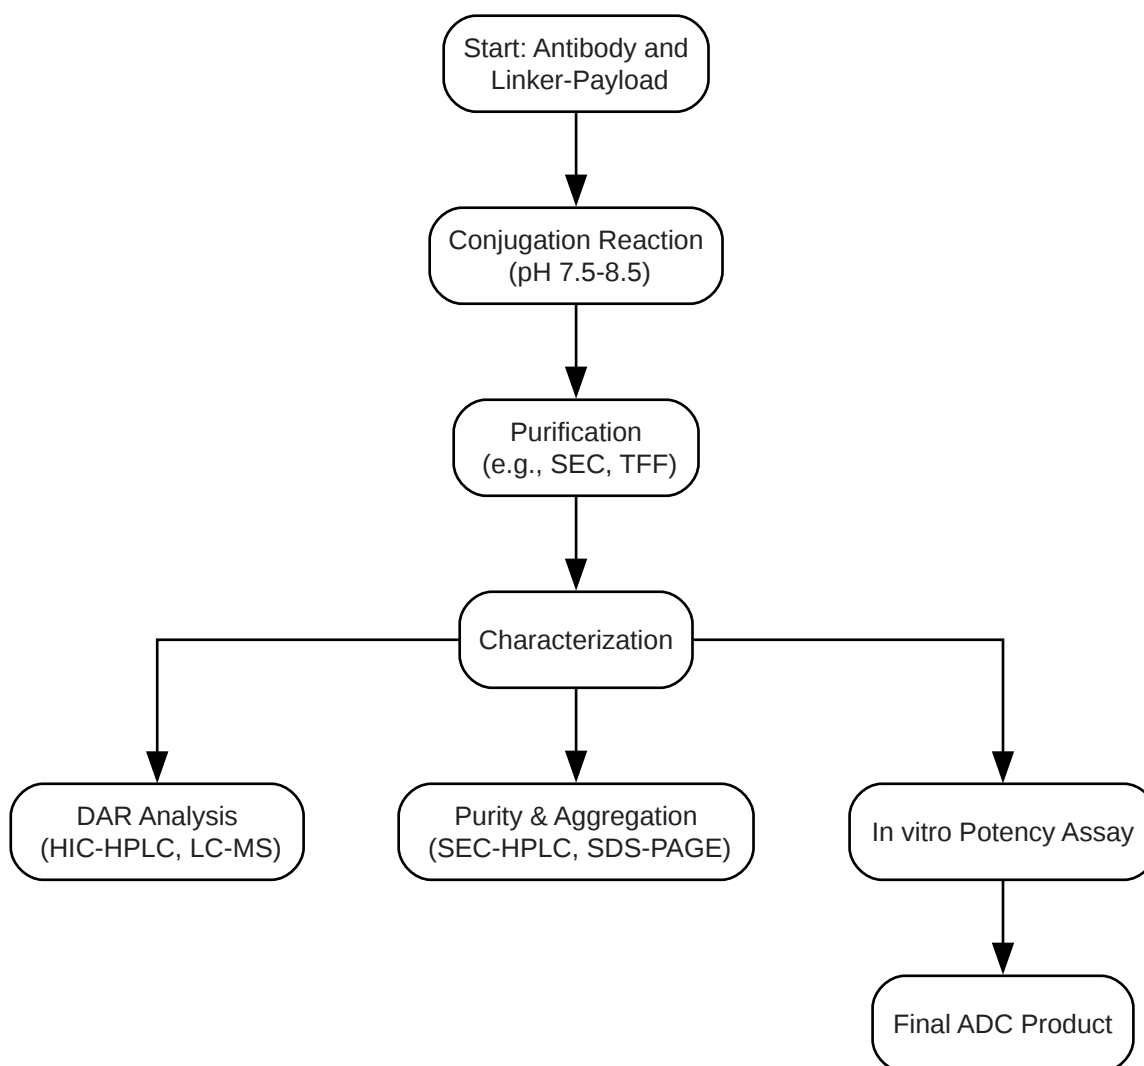 Start: Antibody and
Linker-Payload
Conjugation Reaction
(pH 7.5-8.5)
Purification
(e.g., SEC, TFF)
Characterization
DAR Analysis
(HIC-HPLC, LC-MS)
Purity & Aggregation
(SEC-HPLC, SDS-PAGE)
In vitro Potency Assay
Final ADC Product